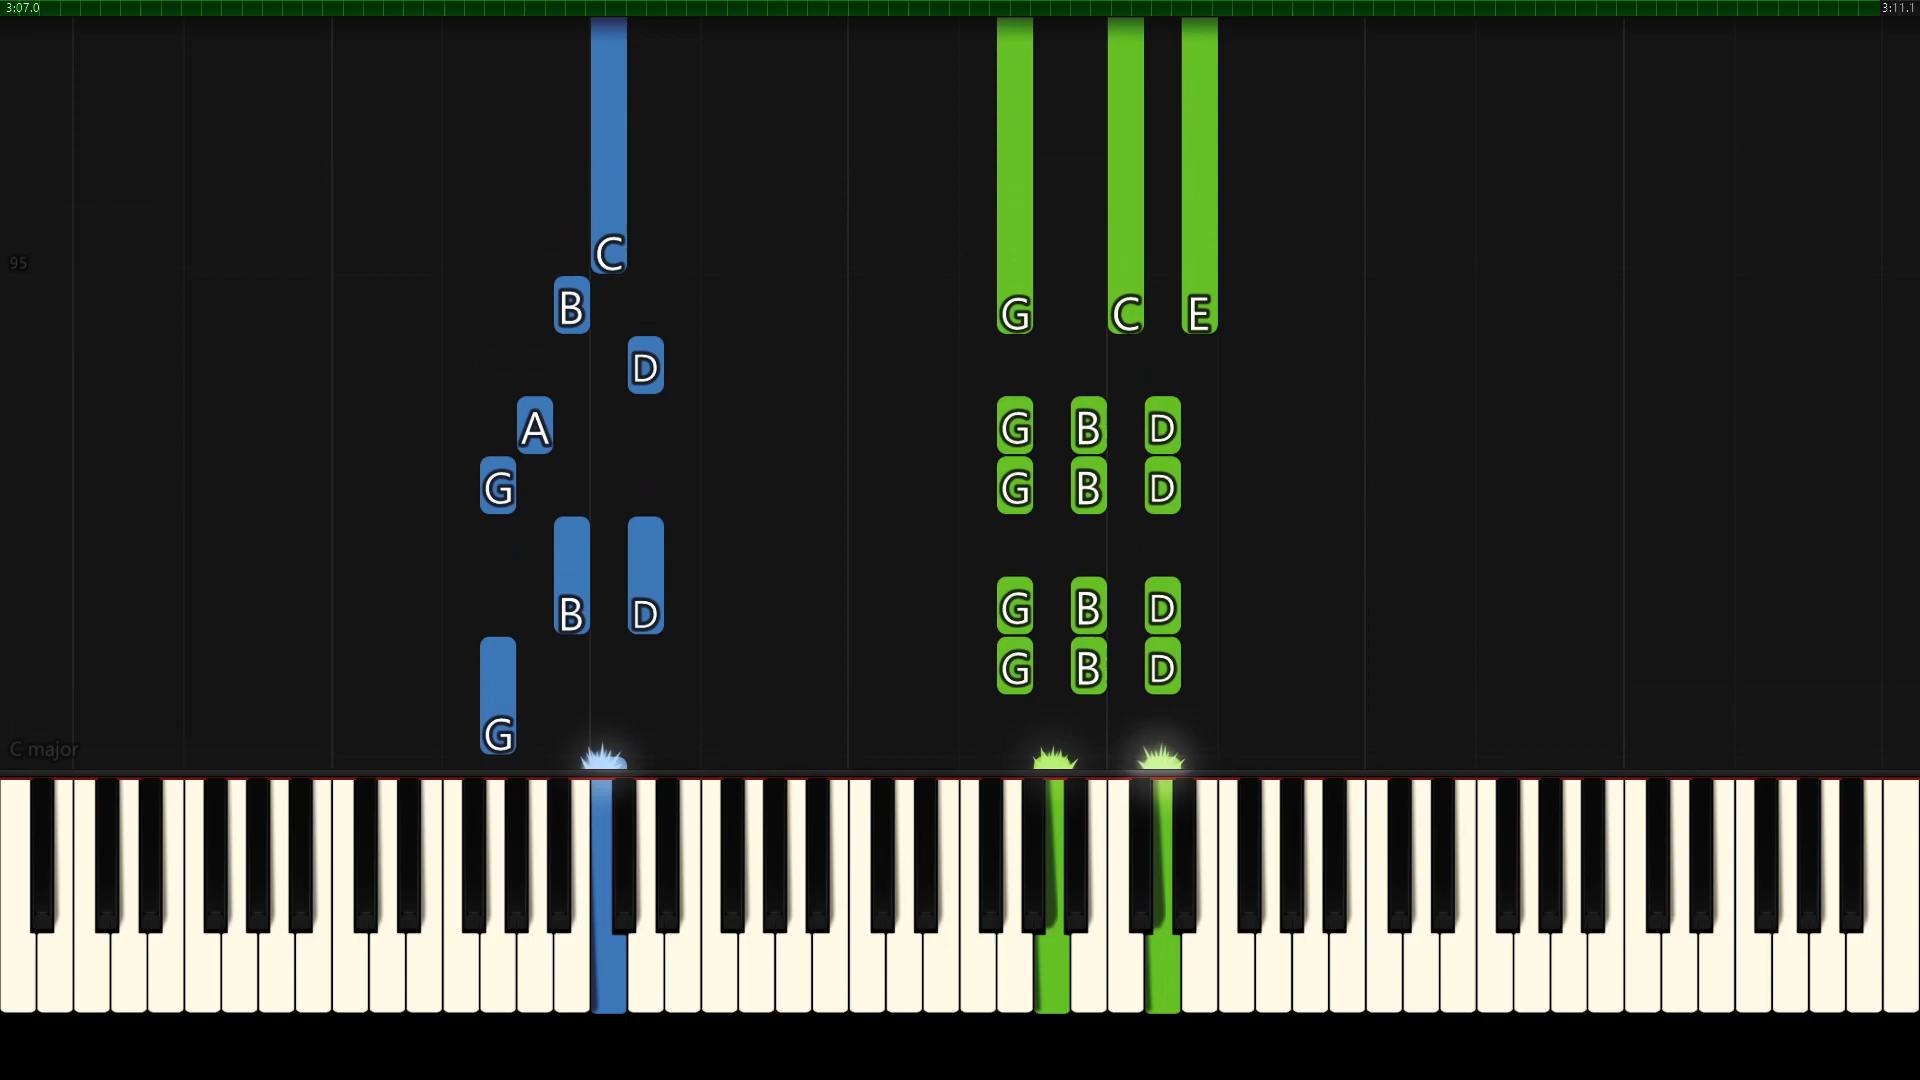 3:07.0 3:11.1
C
95
B G C E
D
A G B D
G G B D
B D G B D
G B D
G
C major